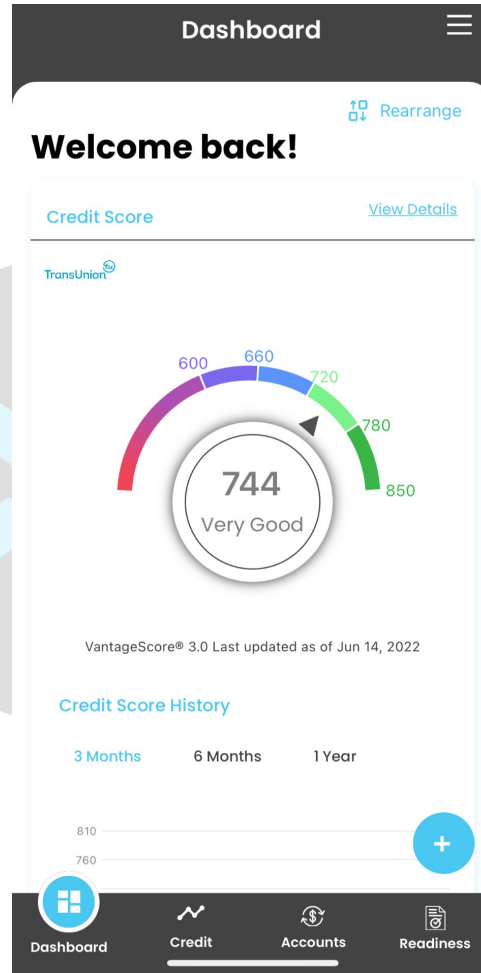 Dashboard
Rearrange
Welcome back!
Credit Score
View Details
TransUnion
tu
600
660
720
780
850
744
Very Good
VantageScore® 3.0 Last updated as of Jun 14, 2022
Credit Score History
3 Months 6 Months 1 Year
810
760
+
Dashboard Credit Accounts Readiness